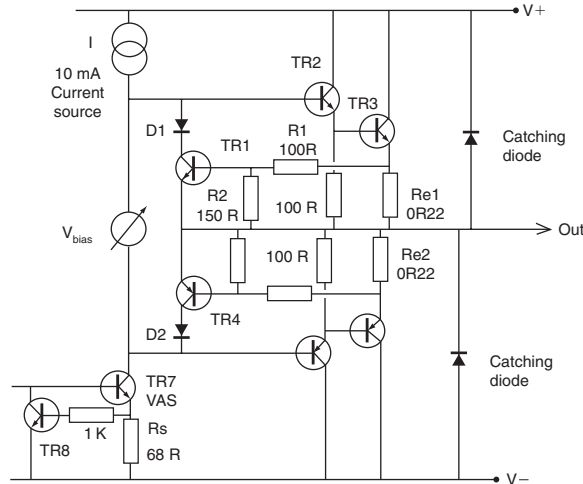 V+
I
10 mA
Current
source
TR2
TR3
D1
TR1
R1
100R
Catching
diode
R2
150 R
100 R
Re1
0R22
Vbias
Out
100 R
Re2
0R22
TR4
D2
Catching
diode
TR7
VAS
1 K
Rs
68 R
TR8
V−